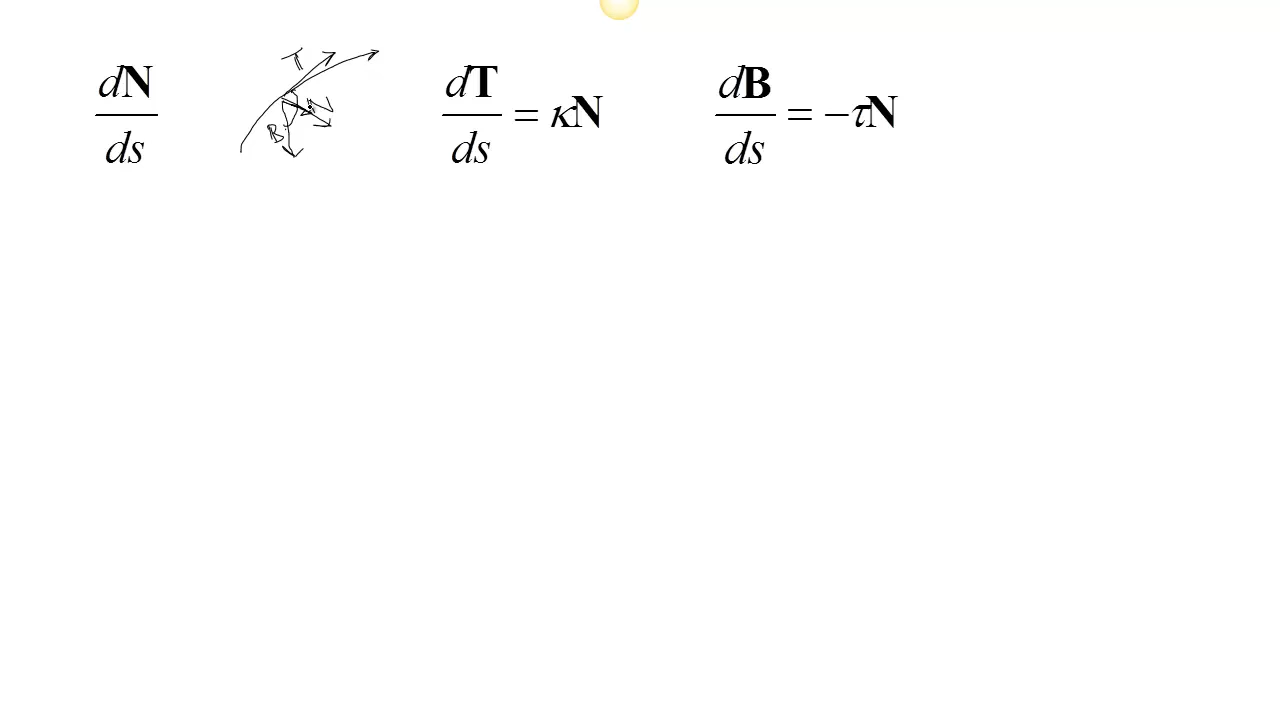 dN/ds T N B dT/ds = κN dB/ds = −τN